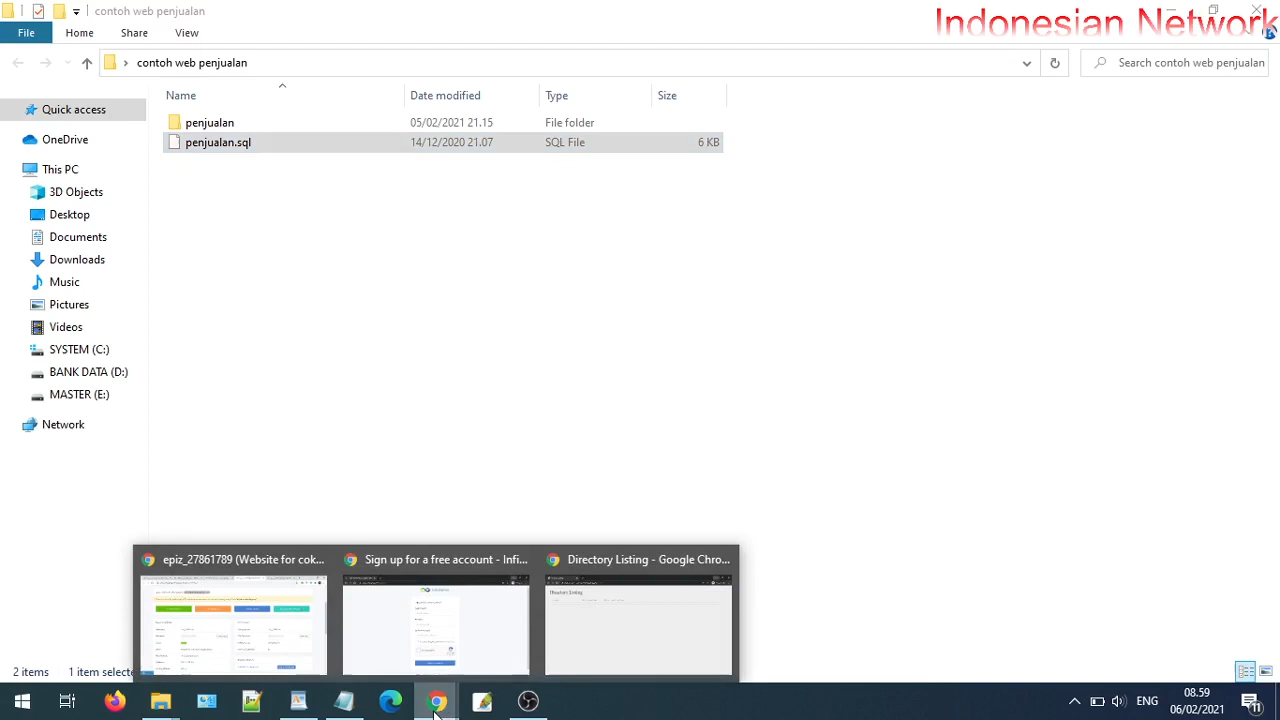 contoh web penjualan
Indonesian Network
File Home Share View
contoh web penjualan
Search contoh web penjualan
Name Date modified Type Size
Quick access
OneDrive
This PC
3D Objects
Desktop
Documents
Downloads
Music
Pictures
Videos
SYSTEM (C:)
BANK DATA (D:)
MASTER (E:)
Network
penjualan 05/02/2021 21.15 File folder
penjualan.sql 14/12/2020 21.07 SQL File 6 KB
epiz_27861789 (Website for cok...
Sign up for a free account - Infi...
Directory Listing - Google Chro...
Directory Listing
2 items 1 item selecte
ENG
08.59
06/02/2021
11